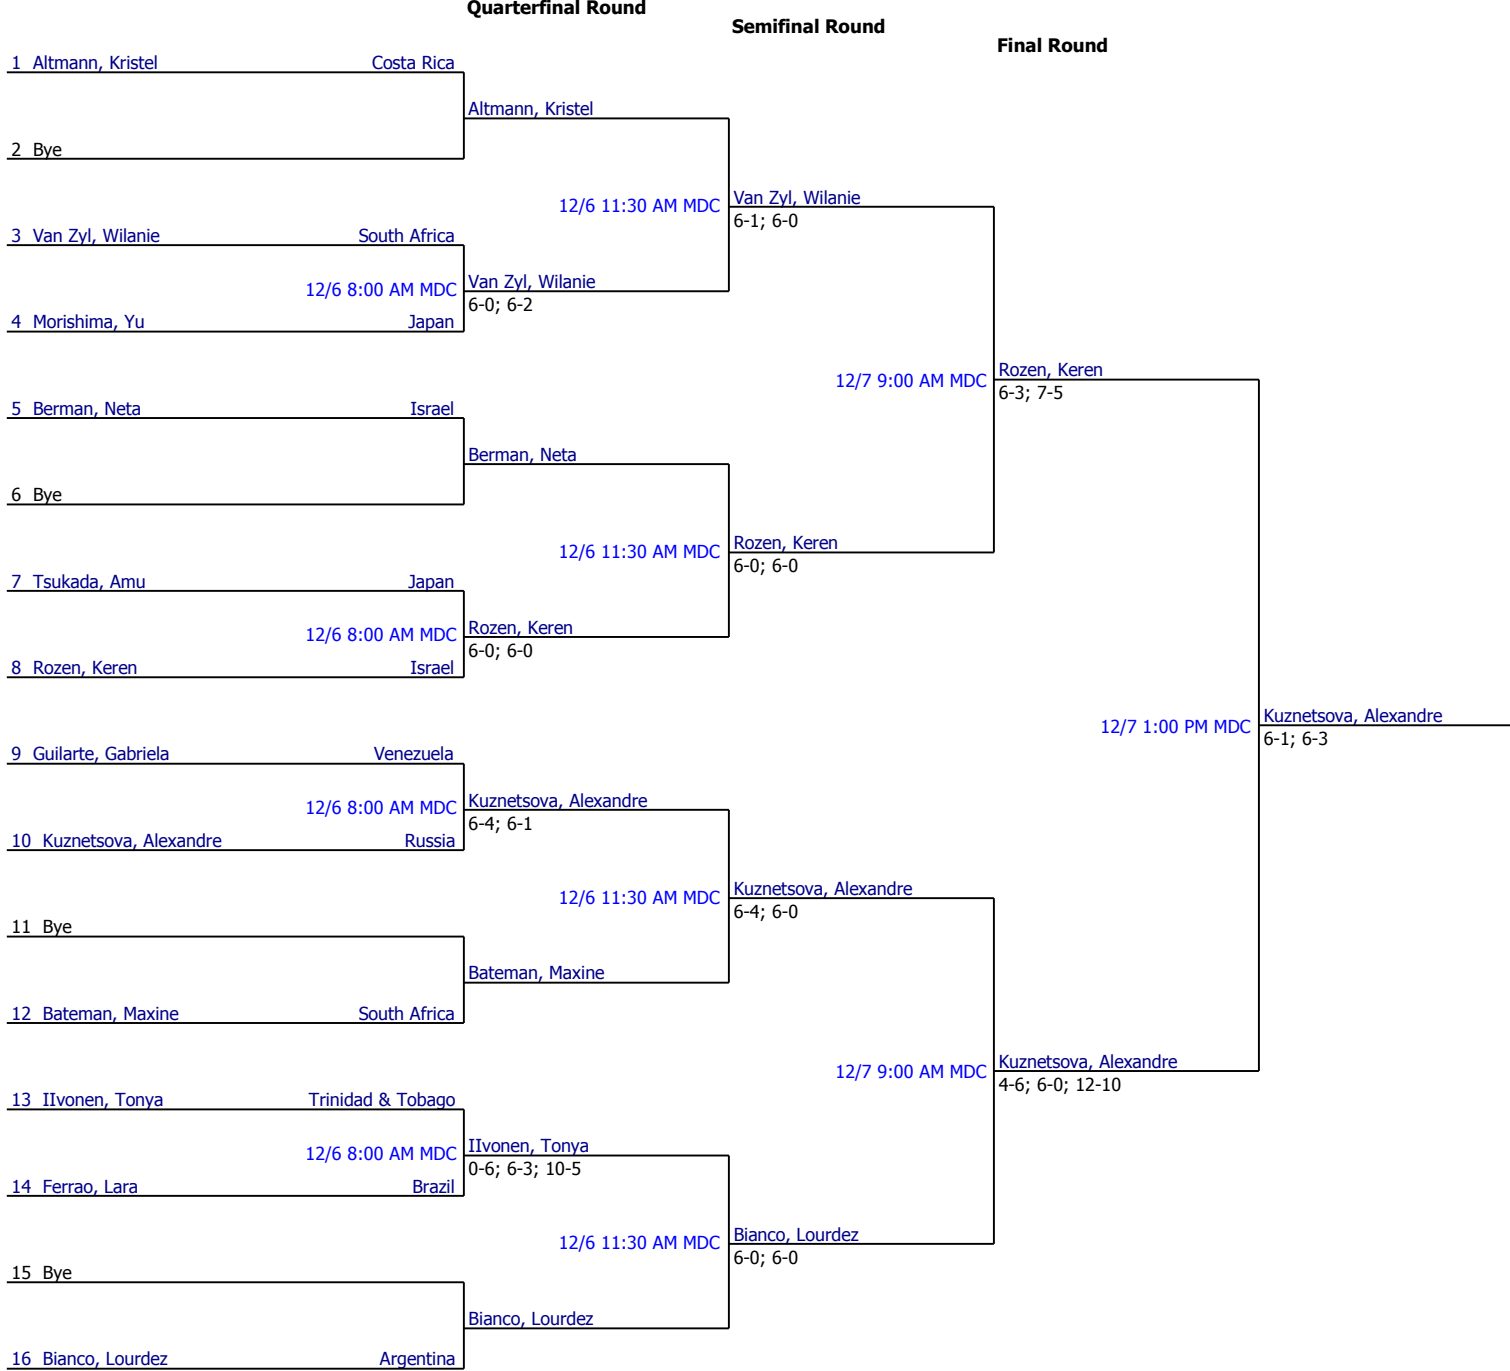 Quarterfinal Round
Semifinal Round
Final Round
1 Altmann, Kristel Costa Rica
Altmann, Kristel
2 Bye
12/6 11:30 AM MDC Van Zyl, Wilanie
6-1; 6-0
3 Van Zyl, Wilanie South Africa
12/6 8:00 AM MDC Van Zyl, Wilanie
6-0; 6-2
4 Morishima, Yu Japan
12/7 9:00 AM MDC Rozen, Keren
6-3; 7-5
5 Berman, Neta Israel
Berman, Neta
6 Bye
12/6 11:30 AM MDC Rozen, Keren
6-0; 6-0
7 Tsukada, Amu Japan
12/6 8:00 AM MDC Rozen, Keren
6-0; 6-0
8 Rozen, Keren Israel
12/7 1:00 PM MDC Kuznetsova, Alexandre
6-1; 6-3
9 Guilarte, Gabriela Venezuela
12/6 8:00 AM MDC Kuznetsova, Alexandre
6-4; 6-1
10 Kuznetsova, Alexandre Russia
12/6 11:30 AM MDC Kuznetsova, Alexandre
6-4; 6-0
11 Bye
Bateman, Maxine
12 Bateman, Maxine South Africa
12/7 9:00 AM MDC Kuznetsova, Alexandre
4-6; 6-0; 12-10
13 IIvonen, Tonya Trinidad & Tobago
12/6 8:00 AM MDC IIvonen, Tonya
0-6; 6-3; 10-5
14 Ferrao, Lara Brazil
12/6 11:30 AM MDC Bianco, Lourdez
6-0; 6-0
15 Bye
Bianco, Lourdez
16 Bianco, Lourdez Argentina